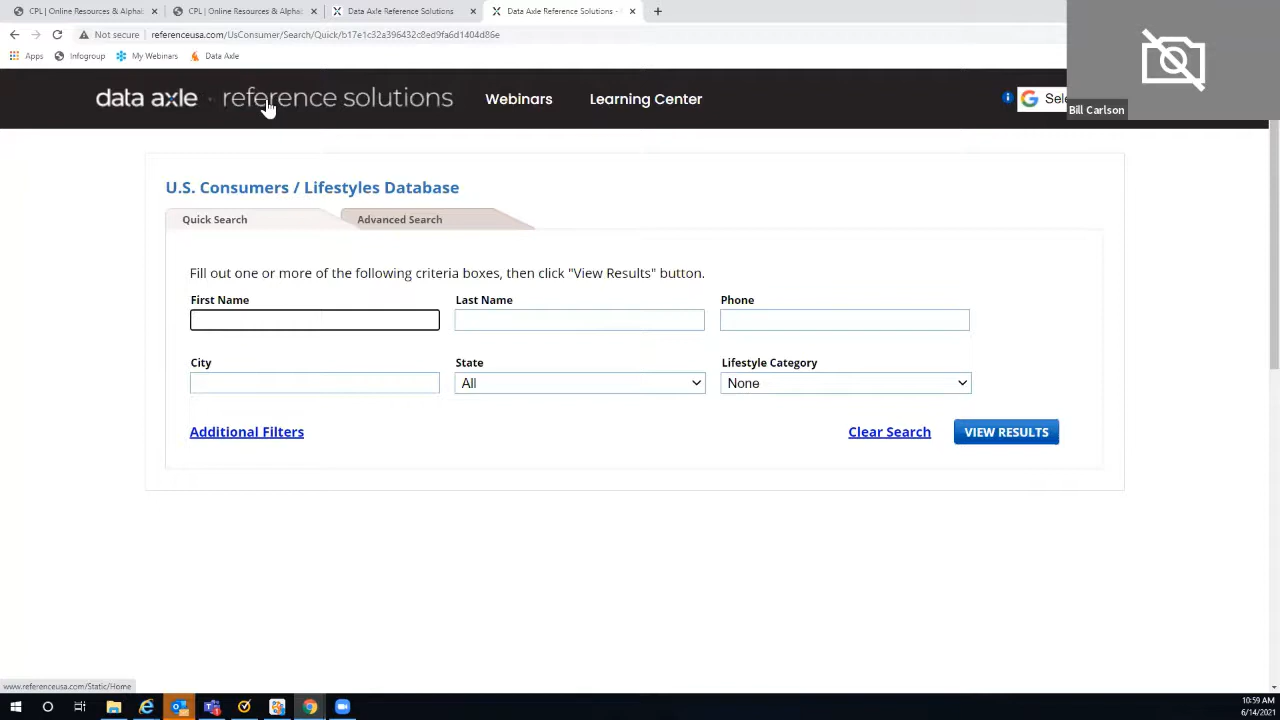 CPL | Online Resources & Alphab
CPL | Online Resources & Alphab
Data Axle Reference Solutions
Data Axle Reference Solutions -
Not secure | referenceusa.com/UsConsumer/Search/Quick/b17e1c32a396432c8ed9fa6d1404d86e
Apps
Infogroup
My Webinars
Data Axle
data axle reference solutions
Webinars
Learning Center
Sele
Bill Carlson
U.S. Consumers / Lifestyles Database
Quick Search
Advanced Search
Fill out one or more of the following criteria boxes, then click "View Results" button.
First Name
Last Name
Phone
City
State
Lifestyle Category
All
None
Additional Filters
Clear Search
VIEW RESULTS
www.referenceusa.com/Static/Home
10:59 AM
6/14/2021